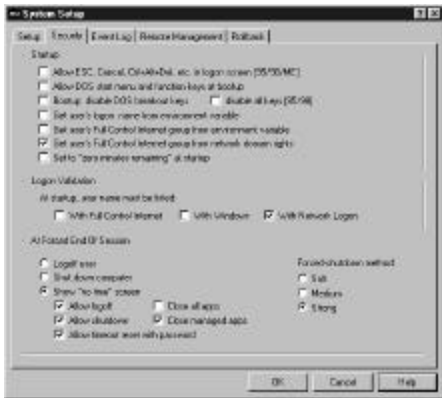 System Setup
Setup Security Event Log Remote Management Rollback
Startup
Allow ESC, Cancel, Ctrl+Alt+Del, etc. in logon screen [95/98/ME]
Allow DOS start menu and function keys at bootup
Bootup: disable DOS breakout keys disable all keys [95/98]
Get user's logon name from environment variable
Get user's Full Control Internet group from environment variable
Get user's Full Control Internet group from network domain rights
Set to "zero minutes remaining" at startup
Logon Validation
At startup, user name must be listed:
With Full Control Internet With Windows With Network Logon
At Forced End Of Session
Logoff user
Shut down computer
Show "no time" screen
Allow logoff Close all apps
Allow shutdown Close managed apps
Allow timeout reset with password
Forced-shutdown method:
Soft
Medium
Strong
OK Cancel Help